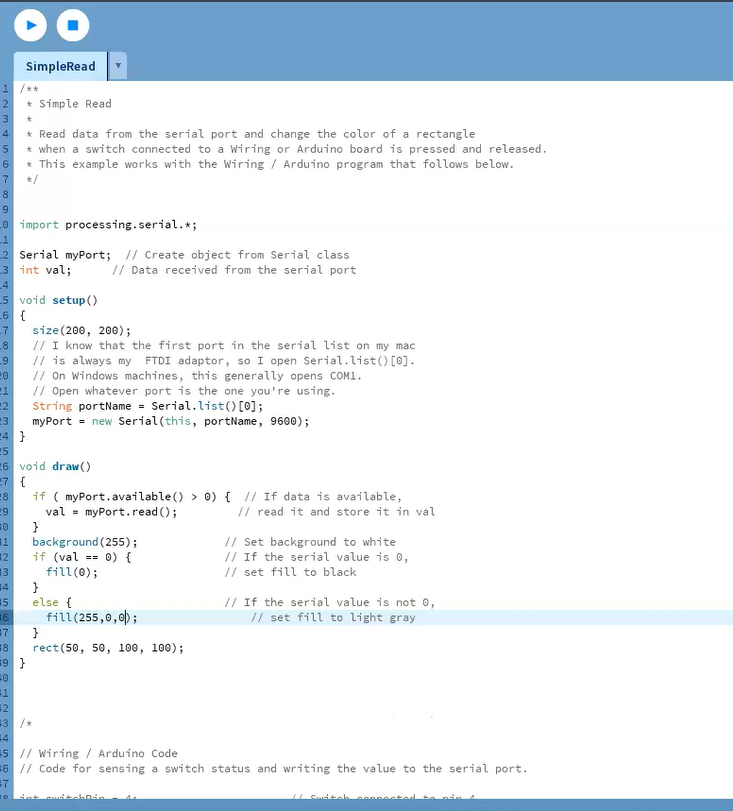 SimpleRead
1 /**
2  * Simple Read
3  *
4  * Read data from the serial port and change the color of a rectangle
5  * when a switch connected to a Wiring or Arduino board is pressed and released.
6  * This example works with the Wiring / Arduino program that follows below.
7  */
8
9
10 import processing.serial.*;
11
12 Serial myPort;  // Create object from Serial class
13 int val;      // Data received from the serial port
14
15 void setup()
16 {
17   size(200, 200);
18   // I know that the first port in the serial list on my mac
19   // is always my  FTDI adaptor, so I open Serial.list()[0].
20   // On Windows machines, this generally opens COM1.
21   // Open whatever port is the one you're using.
22   String portName = Serial.list()[0];
23   myPort = new Serial(this, portName, 9600);
24 }
25
26 void draw()
27 {
28   if ( myPort.available() > 0) {  // If data is available,
29     val = myPort.read();         // read it and store it in val
30   }
31   background(255);             // Set background to white
32   if (val == 0) {              // If the serial value is 0,
33     fill(0);                   // set fill to black
34   }
35   else {                       // If the serial value is not 0,
36     fill(255,0,0);                 // set fill to light gray
37   }
38   rect(50, 50, 100, 100);
39 }
40
41
42
43 /*
44
45 // Wiring / Arduino Code
46 // Code for sensing a switch status and writing the value to the serial port.
47
48 int switchPin = 4;                       // Switch connected to pin 4